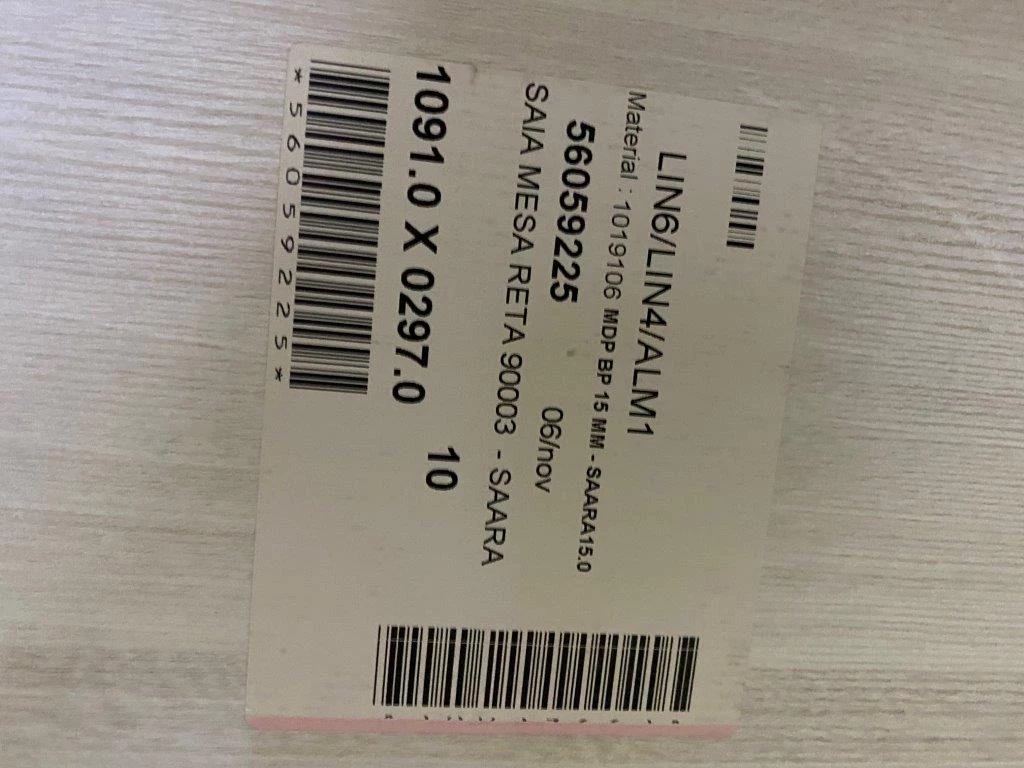 LIN6/LIN4/ALM1
Material : 1019106 MDP BP 15 MM - SAARA15.0
56059225 06/nov
SAIA MESA RETA 90003 - SAARA
10
1091.0 X 0297.0
*56059225*